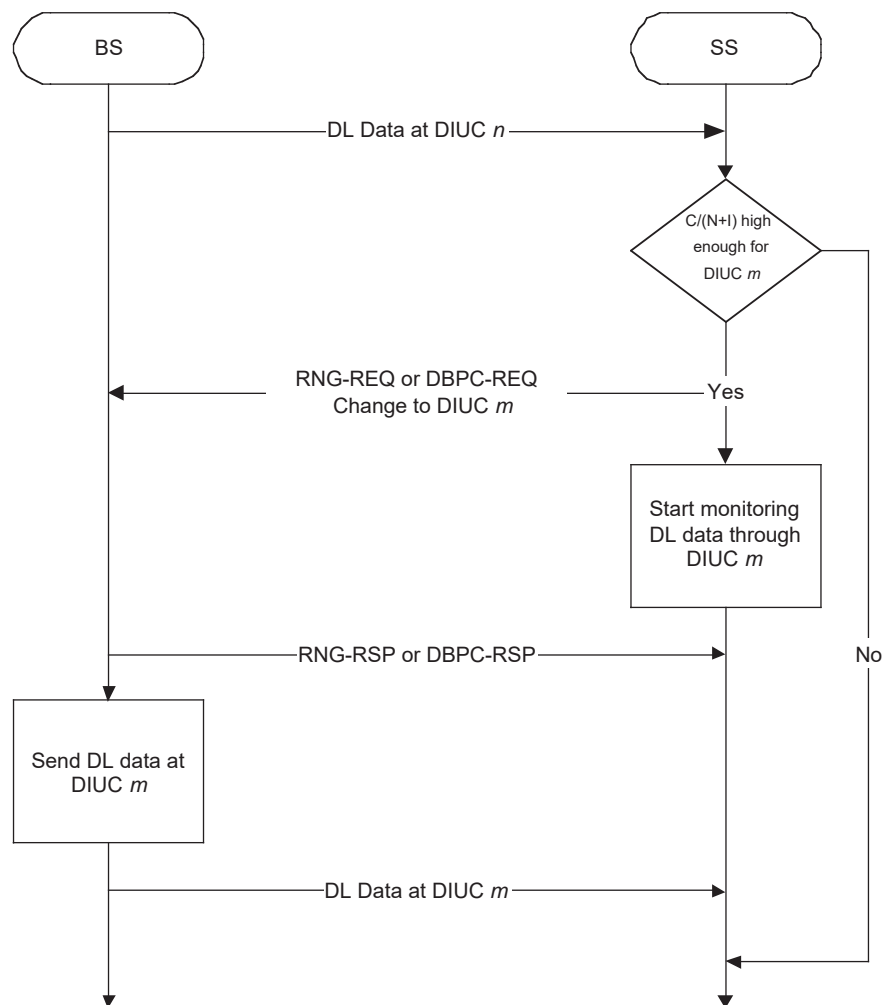 BS
SS
DL Data at DIUC n
C/(N+I) high
enough for
DIUC m
RNG-REQ or DBPC-REQ
Change to DIUC m
Yes
Start monitoring
DL data through
DIUC m
RNG-RSP or DBPC-RSP
No
Send DL data at
DIUC m
DL Data at DIUC m